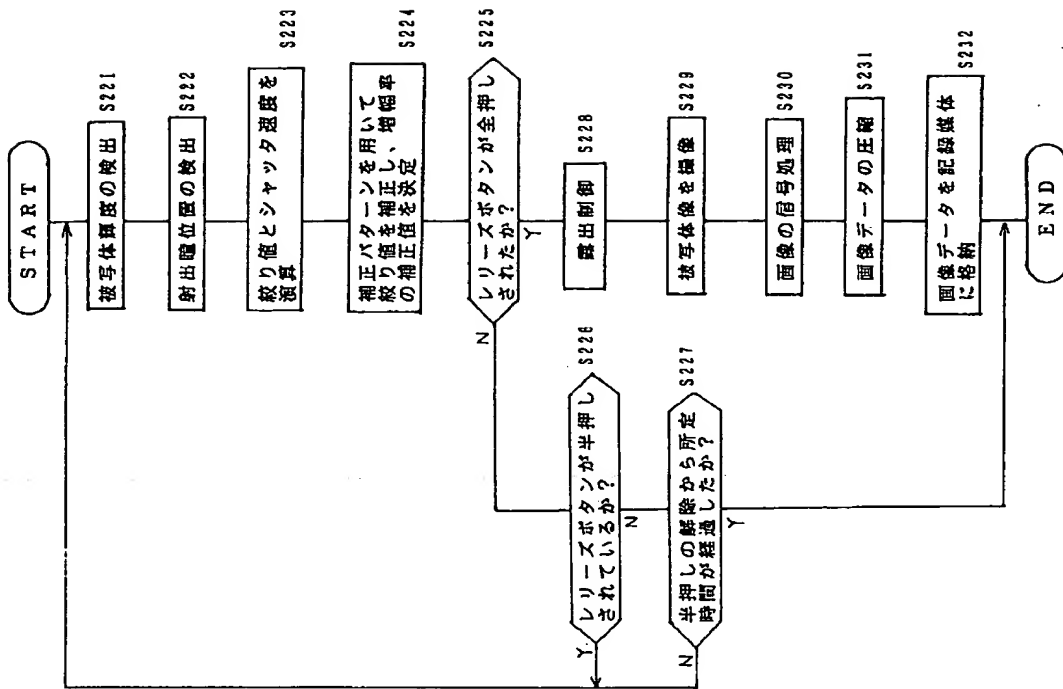 START
被写体輝度の検出
S221
射出瞳位置の検出
S222
絞り値とシャッタ速度を
演算
S223
補正パターンを用いて
絞り値を補正し、増幅率
の補正値を決定
S224
レリーズボタンが全押し
されたか?
S225
N
Y
レリーズボタンが半押し
されているか?
S226
Y
N
半押しの解除から所定
時間が経過したか?
S227
N
Y
露出制御
S228
被写体像を撮像
S229
画像の信号処理
S230
画像データの圧縮
S231
画像データを記録媒体
に格納
S232
END